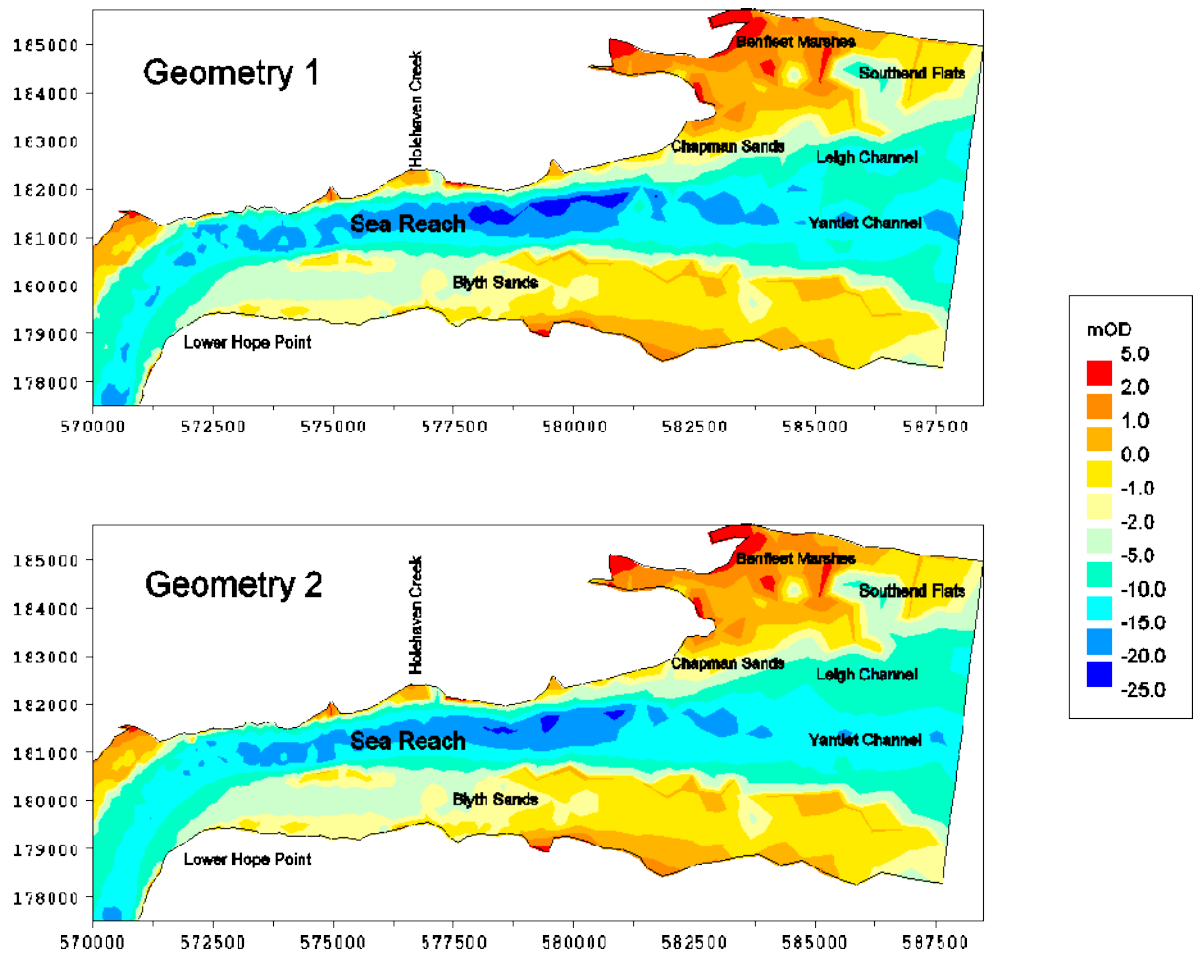 Geometry 1
Holehaven Creek
Benfleet Marshes
Southend Flats
Chapman Sands
Leigh Channel
Sea Reach
Yantlet Channel
Blyth Sands
Lower Hope Point
185000
184000
183000
182000
181000
180000
179000
178000
570000 572500 575000 577500 580000 582500 585000 587500
mOD
5.0
2.0
1.0
0.0
-1.0
-2.0
-5.0
-10.0
-15.0
-20.0
-25.0
Geometry 2
Holehaven Creek
Benfleet Marshes
Southend Flats
Chapman Sands
Leigh Channel
Sea Reach
Yantlet Channel
Blyth Sands
Lower Hope Point
185000
184000
183000
182000
181000
180000
179000
178000
570000 572500 575000 577500 580000 582500 585000 587500